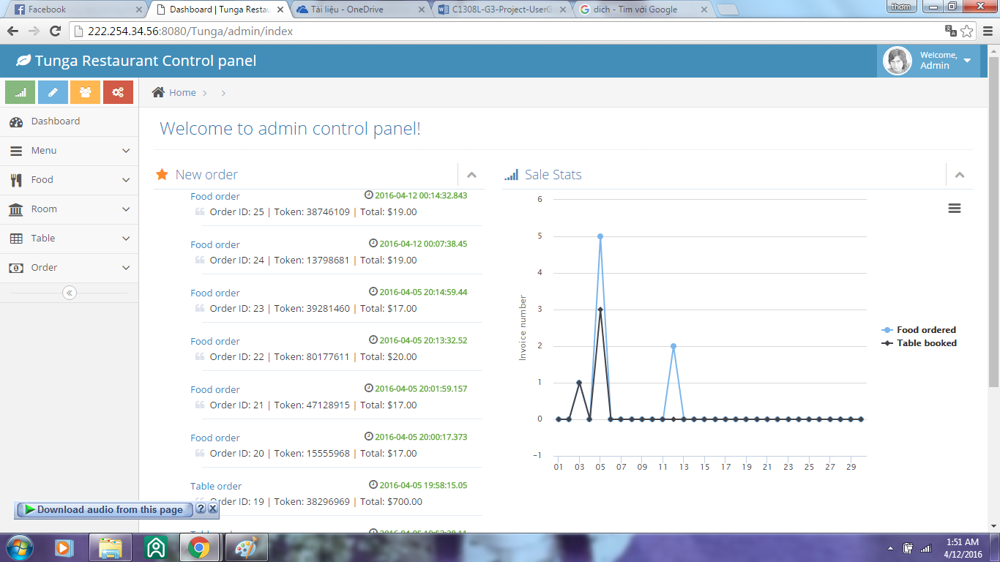 Facebook
Dashboard | Tunga Restau
Tài liệu - OneDrive
C1308L-G3-Project-UserG
dich - Tìm với Google
thom
222.254.34.56:8080/Tunga/admin/index
Tunga Restaurant Control panel
Welcome,
Admin
Home
Dashboard
Menu
Food
Room
Table
Order
Welcome to admin control panel!
New order
Food order 2016-04-12 00:14:32.843
Order ID: 25 | Token: 38746109 | Total: $19.00
Food order 2016-04-12 00:07:38.45
Order ID: 24 | Token: 13798681 | Total: $19.00
Food order 2016-04-05 20:14:59.44
Order ID: 23 | Token: 39281460 | Total: $17.00
Food order 2016-04-05 20:13:32.52
Order ID: 22 | Token: 80177611 | Total: $20.00
Food order 2016-04-05 20:01:59.157
Order ID: 21 | Token: 47128915 | Total: $17.00
Food order 2016-04-05 20:00:17.373
Order ID: 20 | Token: 15555968 | Total: $17.00
Table order 2016-04-05 19:58:15.05
Order ID: 19 | Token: 38296969 | Total: $700.00
Sale Stats
6
5
4
3
2
1
0
-1
Invoice number
01 03 05 07 09 11 13 15 17 19 21 23 25 27 29
Food ordered
Table booked
Download audio from this page
?
1:51 AM
4/12/2016